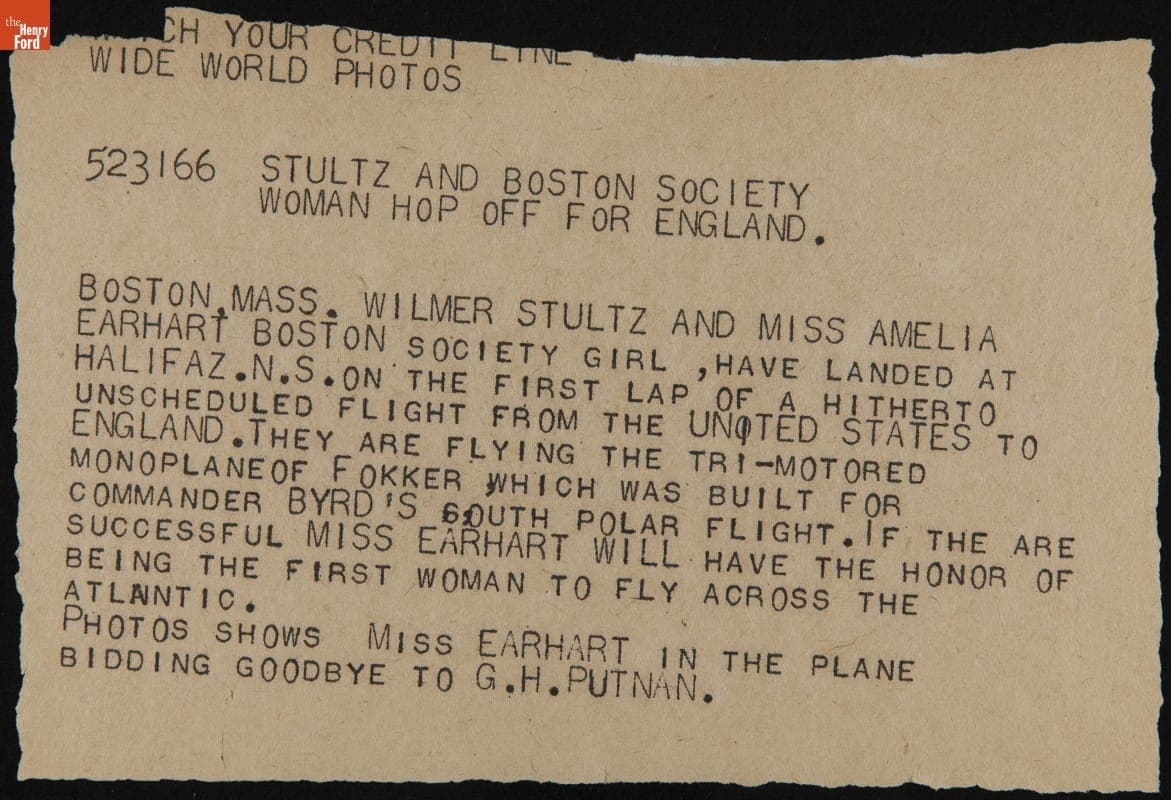 the
Henry
Ford
WATCH YOUR CREDIT LINE
WIDE WORLD PHOTOS
523166 STULTZ AND BOSTON SOCIETY
WOMAN HOP OFF FOR ENGLAND.
BOSTON,MASS. WILMER STULTZ AND MISS AMELIA
EARHART BOSTON SOCIETY GIRL ,HAVE LANDED AT
HALIFAZ.N.S.ON THE FIRST LAP OF A HITHERTO
UNSCHEDULED FLIGHT FROM THE UNITED STATES TO
ENGLAND.THEY ARE FLYING THE TRI-MOTORED
MONOPLANEOF FOKKER WHICH WAS BUILT FOR
COMMANDER BYRD'S SOUTH POLAR FLIGHT.IF THE ARE
SUCCESSFUL MISS EARHART WILL HAVE THE HONOR OF
BEING THE FIRST WOMAN TO FLY ACROSS THE
ATLANTIC.
PHOTOS SHOWS MISS EARHART IN THE PLANE
BIDDING GOODBYE TO G.H.PUTNAN.